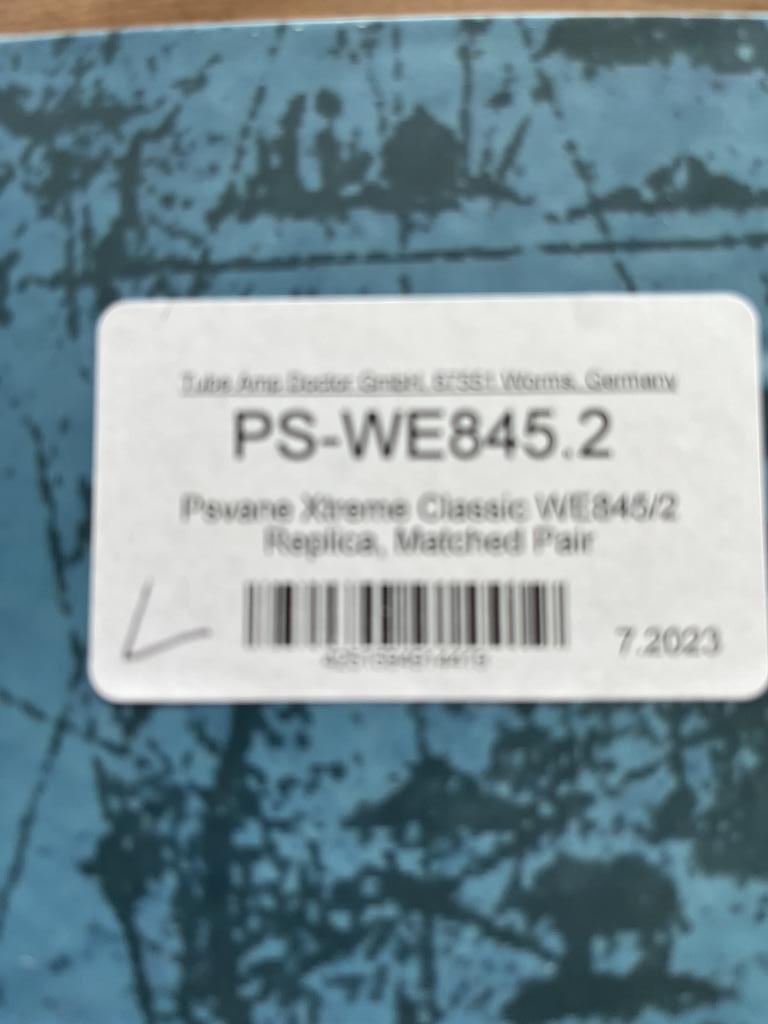 Tube Amp Doctor GmbH, 67551 Worms, Germany
PS-WE845.2
Psvane Xtreme Classic WE845/2
Replica, Matched Pair
7.2023